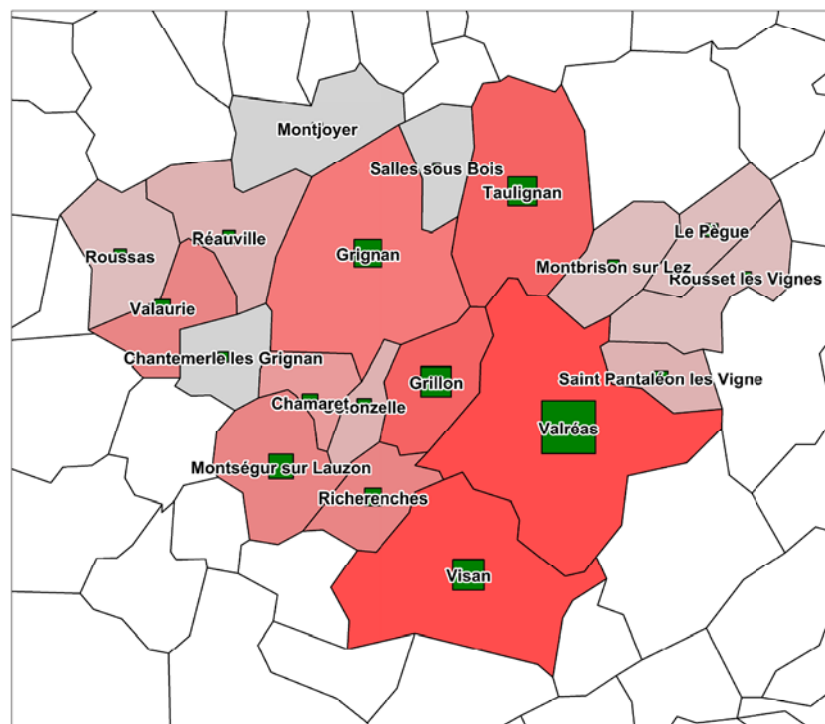 Montjoyer
Salles sous Bois
Taulignan
Le Pègue
Réauville
Roussas
Grignan
Montbrison sur Lez
Rousset les Vignes
Valaurie
Chantemerle les Grignan
Saint Pantaléon les Vigne
Grillon
Chamaret
Valréas
Montségur sur Lauzon
Richerenches
Visan